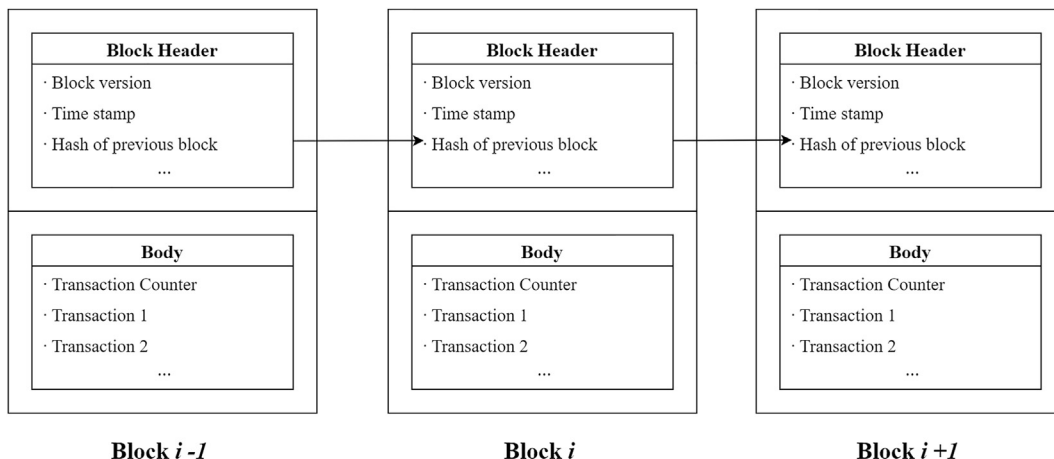 Block Header
· Block version
· Time stamp
· Hash of previous block
...
Body
· Transaction Counter
· Transaction 1
· Transaction 2
...
Block i -1
Block Header
· Block version
· Time stamp
· Hash of previous block
...
Body
· Transaction Counter
· Transaction 1
· Transaction 2
...
Block i
Block Header
· Block version
· Time stamp
· Hash of previous block
...
Body
· Transaction Counter
· Transaction 1
· Transaction 2
...
Block i +1